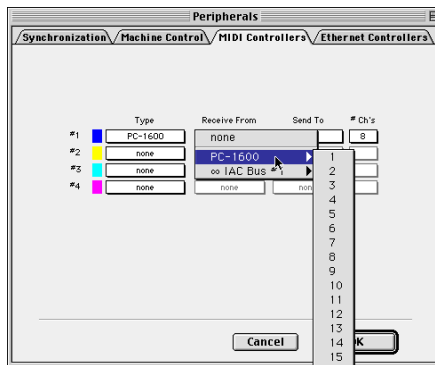 Peripherals
Synchronization Machine Control MIDI Controllers Ethernet Controllers
Type Receive From Send To # Ch's
#1 PC-1600 none 8
#2 none PC-1600 1
#3 none ∞ IAC Bus #1 2
#4 none none non 3
4
5
6
7
8
9
10
11
12
13
Cancel K 14
15